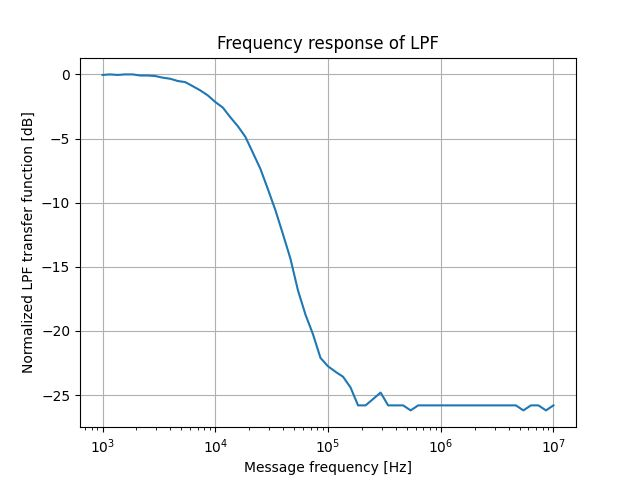 Frequency response of LPF
Normalized LPF transfer function [dB]
0
−5
−10
−15
−20
−25
10³ 10⁴ 10⁵ 10⁶ 10⁷
Message frequency [Hz]